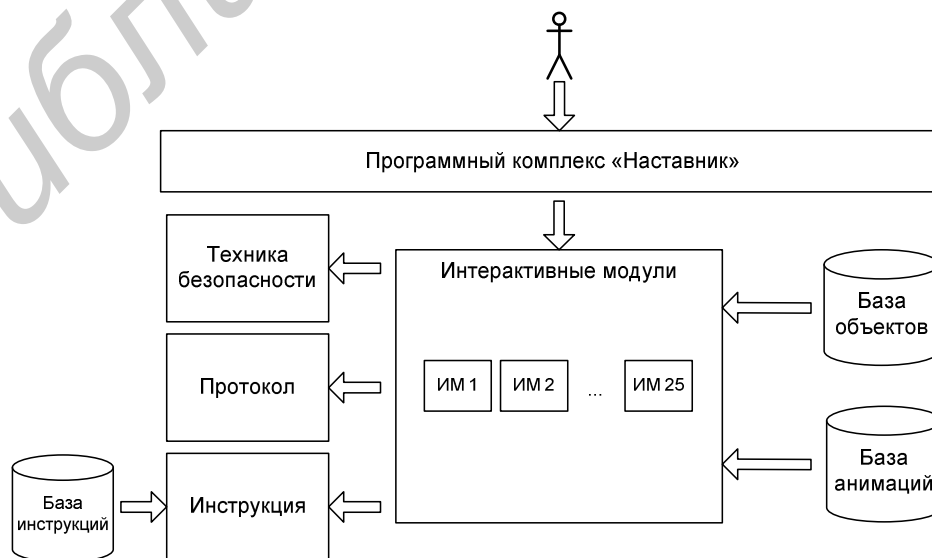 Программный комплекс «Наставник»
Техника
безопасности
Интерактивные модули
База
объектов
Протокол
ИМ 1
ИМ 2
...
ИМ 25
База
анимаций
База
инструкций
Инструкция